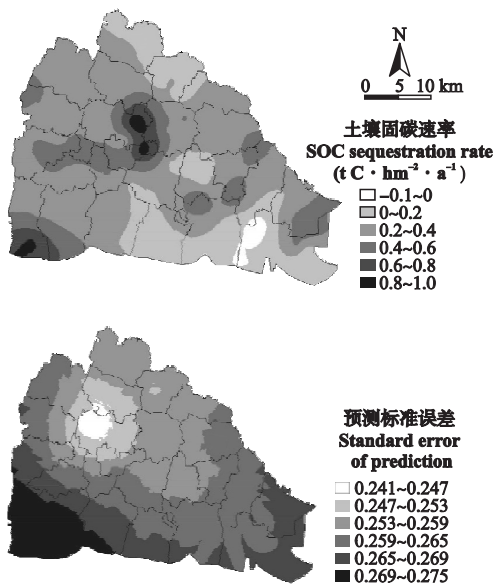 N
0 5 10 km
土壤固碳速率
SOC sequestration rate
(t C · hm⁻² · a⁻¹)
−0.1~0
0~0.2
0.2~0.4
0.4~0.6
0.6~0.8
0.8~1.0
预测标准误差
Standard error
of prediction
0.241~0.247
0.247~0.253
0.253~0.259
0.259~0.265
0.265~0.269
0.269~0.275